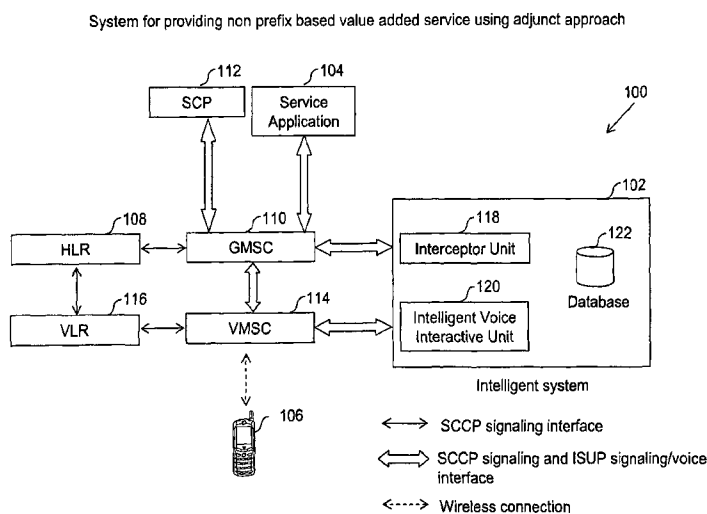 System for providing non prefix based value added service using adjunct approach
112
104
SCP
Service
Application
100
102
108
110
118
122
HLR
GMSC
Interceptor Unit
Database
116
114
120
VLR
VMSC
Intelligent Voice
Interactive Unit
Intelligent system
106
SCCP signaling interface
SCCP signaling and ISUP signaling/voice
interface
Wireless connection